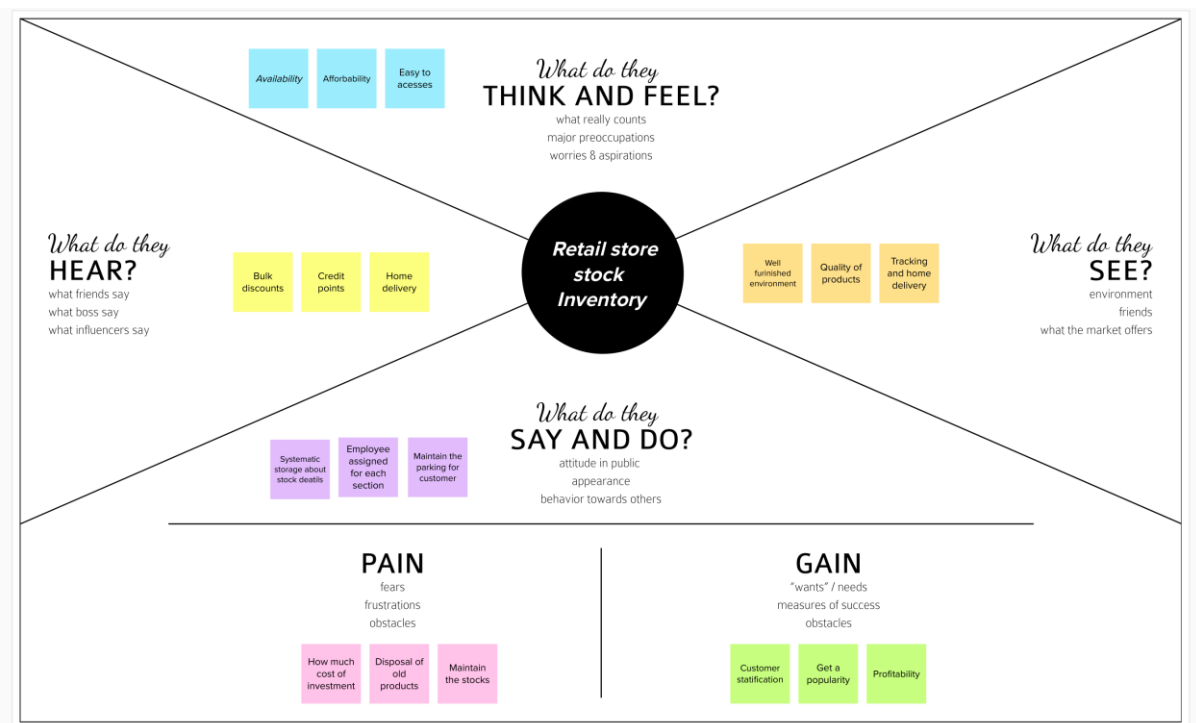 Availability
Afforbability
Easy to
acesses
What do they
THINK AND FEEL?
what really counts
major preoccupations
worries & aspirations
What do they
HEAR?
what friends say
what boss say
what influencers say
Bulk
discounts
Credit
points
Home
delivery
Retail store
stock
Inventory
Well
furinished
environment
Quality of
products
Tracking
and home
delivery
What do they
SEE?
environment
friends
what the market offers
What do they
SAY AND DO?
attitude in public
appearance
behavior towards others
Systematic
storage about
stock deatils
Employee
assigned
for each
section
Maintain the
parking for
customer
PAIN
fears
frustrations
obstacles
How much
cost of
investment
Disposal of
old
products
Maintain
the stocks
GAIN
“wants” / needs
measures of success
obstacles
Customer
statification
Get a
popularity
Profitability